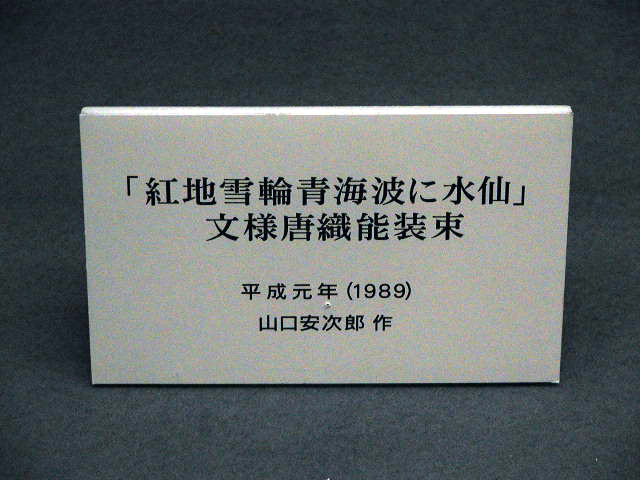 「紅地雪輪青海波に水仙」
文様唐織能装束
平成元年(1989)
山口安次郎 作